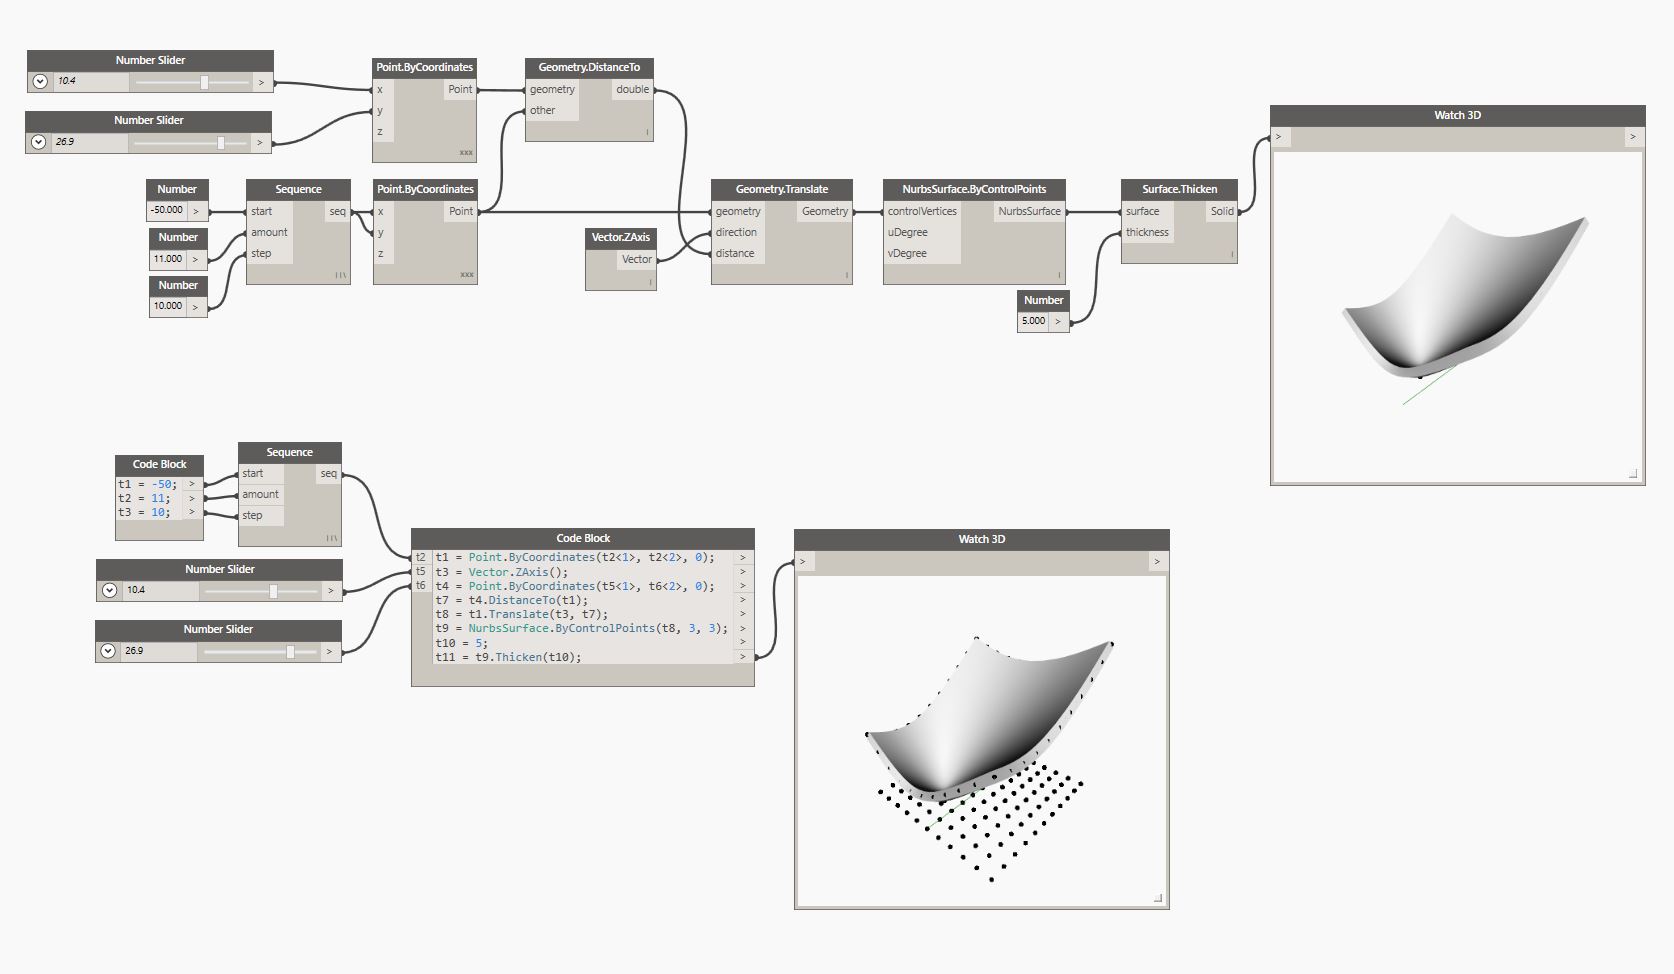 Number Slider
10.4 >
Number Slider
26.9 >
Point.ByCoordinates
x Point
y
z
xxx
Geometry.DistanceTo
geometry double
other
|
Number
-50.000 >
Number
11.000 >
Number
10.000 >
Sequence
start seq
amount
step
||\
Point.ByCoordinates
x Point
y
z
xxx
Vector.ZAxis
Vector
|
Geometry.Translate
geometry Geometry
direction
distance
|
NurbsSurface.ByControlPoints
controlVertices NurbsSurface
uDegree
vDegree
|
Number
5.000 >
Surface.Thicken
surface Solid
thickness
|
Watch 3D
> >
Code Block
t1 = -50; >
t2 = 11; >
t3 = 10; >
Sequence
start seq
amount
step
||\
Number Slider
10.4 >
Number Slider
26.9 >
Code Block
t2 t1 = Point.ByCoordinates(t2<1>, t2<2>, 0); >
t5 t3 = Vector.ZAxis(); >
t6 t4 = Point.ByCoordinates(t5<1>, t6<2>, 0); >
t7 = t4.DistanceTo(t1); >
t8 = t1.Translate(t3, t7); >
t9 = NurbsSurface.ByControlPoints(t8, 3, 3); >
t10 = 5; >
t11 = t9.Thicken(t10); >
Watch 3D
> >